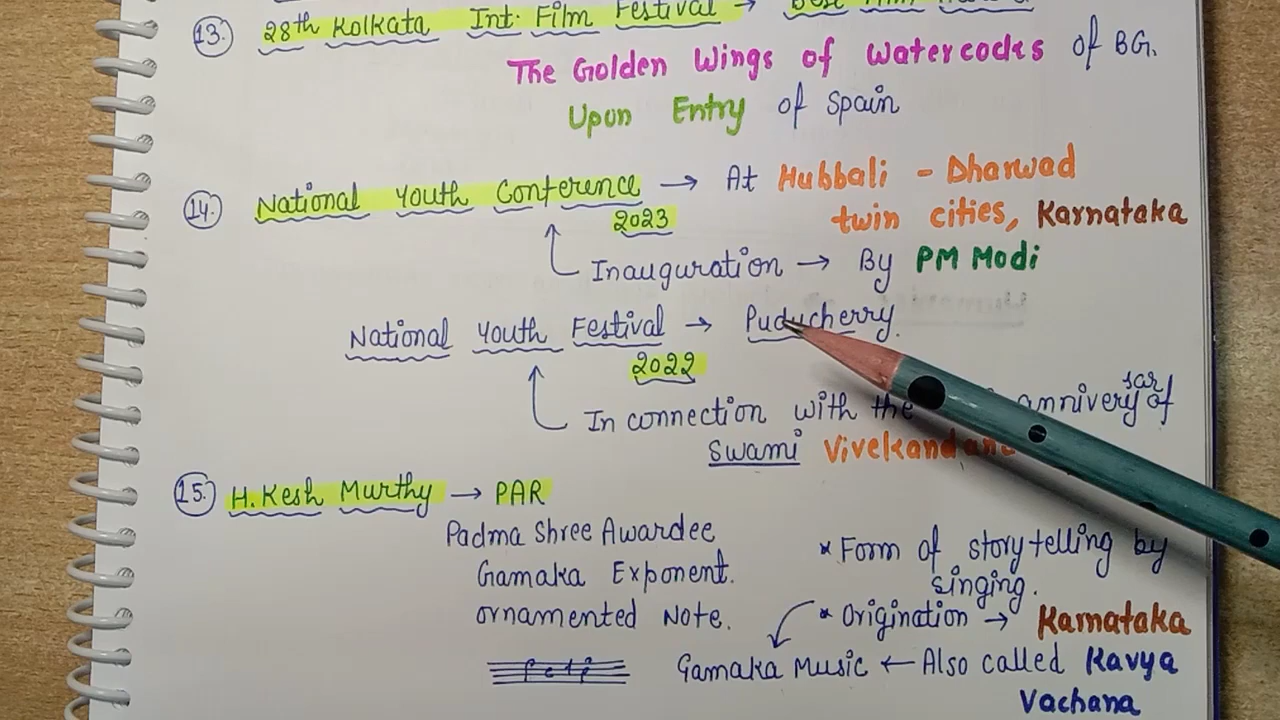 13. 28th Kolkata Int. Film Festival →
The Golden Wings of Watercocks of BG.
Upon Entry of Spain
14. National Youth Conference → At Hubbali - Dharwad
2023 twin cities, Karnataka
Inauguration → By PM Modi
National Youth Festival → Puducherry.
2022
In connection with the annivery of
sar
Swami
15. H. Kesh Murthy → PAR
Padma Shree Awardee
* Form of storytelling by
Gamaka Exponent.
singing.
ornamented Note.
* Origination → Karnataka
Gamaka Music ← Also called Kavya
Vachana